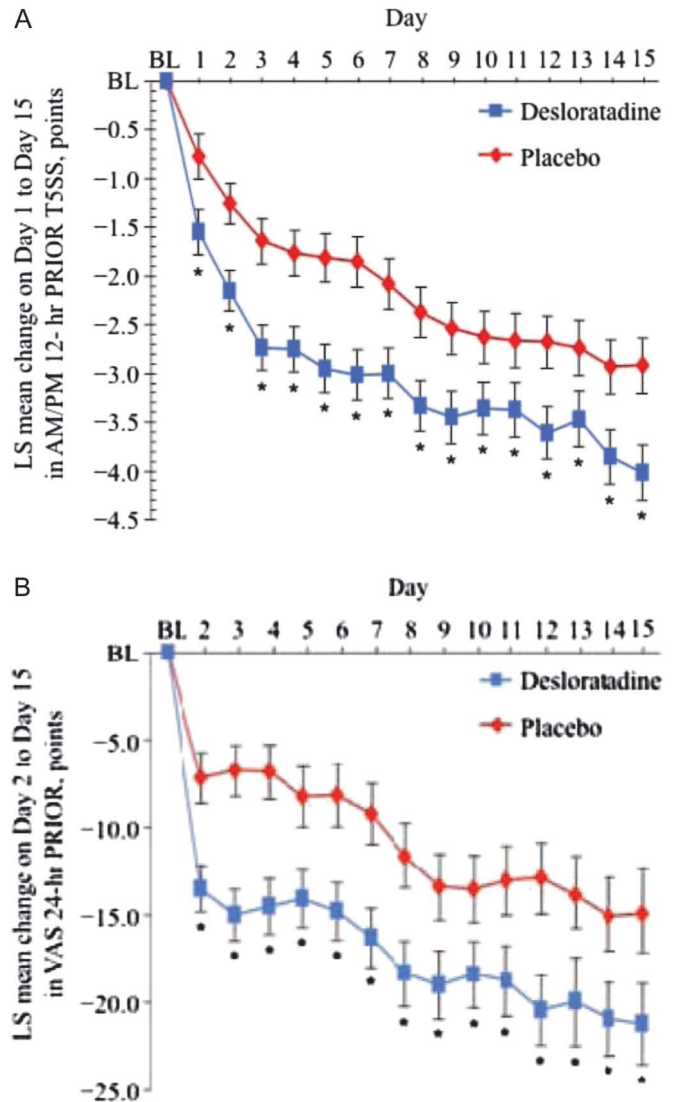 A
Day
BL 1 2 3 4 5 6 7 8 9 10 11 12 13 14 15
BL
−0.5
−1.0
−1.5
−2.0
−2.5
−3.0
−3.5
−4.0
−4.5
LS mean change on Day 1 to Day 15
in AM/PM 12- hr PRIOR T5SS, points
Desloratadine
Placebo
* * * * * * * * * * * * * * *
B
Day
BL 2 3 4 5 6 7 8 9 10 11 12 13 14 15
BL
−5.0
−10.0
−15.0
−20.0
−25.0
LS mean change on Day 2 to Day 15
in VAS 24-hr PRIOR, points
Desloratadine
Placebo
* * * * * * * * * * * * * *